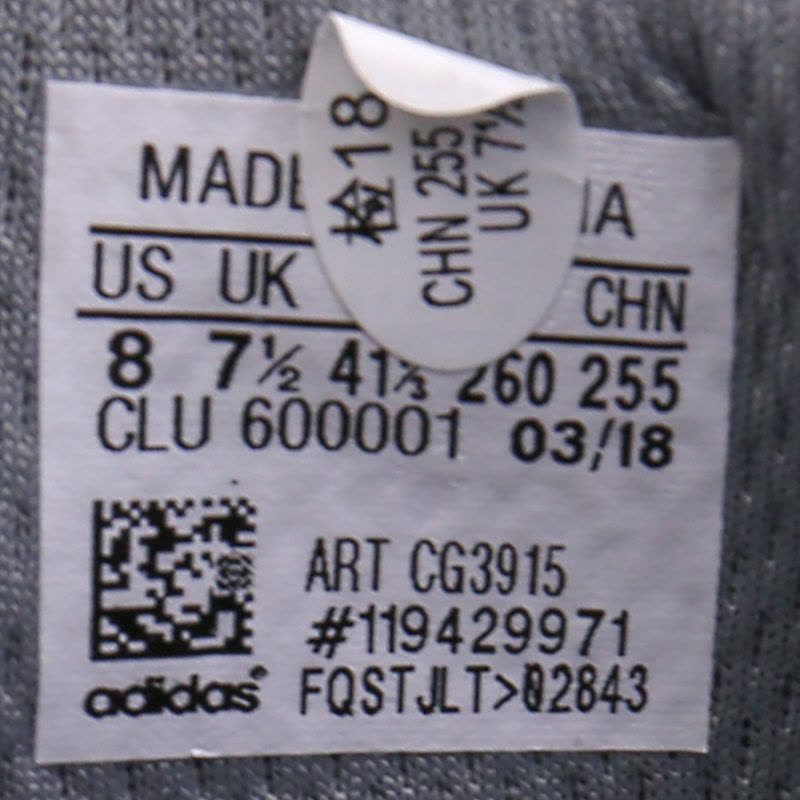 MADE
NA
US UK CHN
8 7½ 41⅓ 260 255
CLU 600001 03/18
ART CG3915
#119429971
FQSTJLT>02843
adidas®
检18
CHN 255
UK 7½